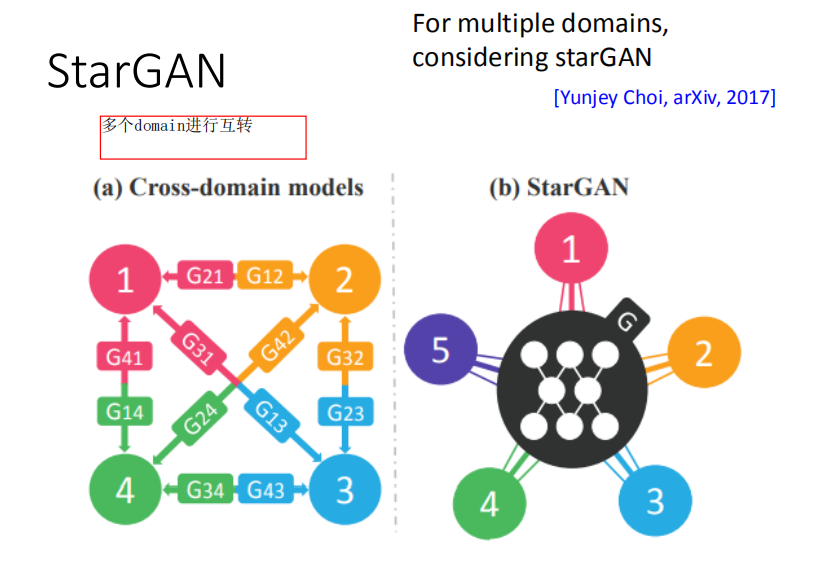 StarGAN
For multiple domains,
considering starGAN
[Yunjey Choi, arXiv, 2017]
多个domain进行互转
(a) Cross-domain models
1
G21
G12
2
G41
G31
G42
G32
G14
G24
G13
G23
4
G34
G43
3
(b) StarGAN
1
G
5
2
4
3